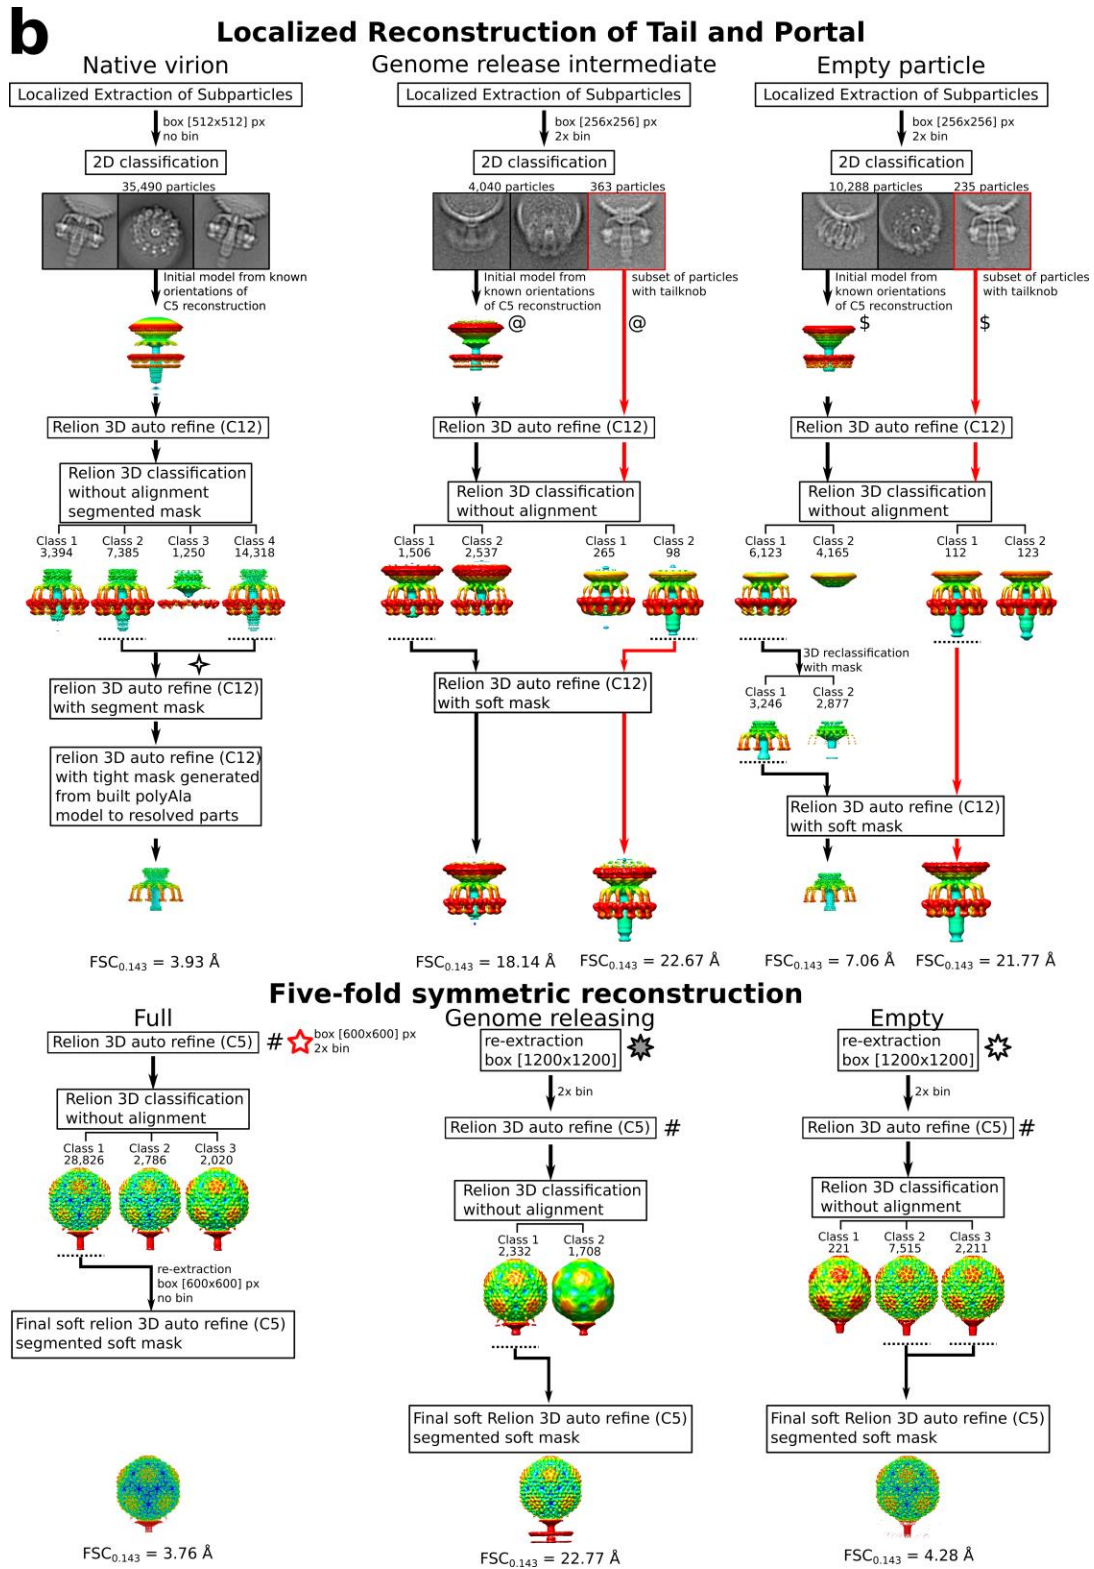 b
Localized Reconstruction of Tail and Portal
Native virion
Localized Extraction of Subparticles
box [512x512] px
no bin
2D classification
35,490 particles
Initial model from known
orientations of
C5 reconstruction
Relion 3D auto refine (C12)
Relion 3D classification
without alignment
segmented mask
Class 1 Class 2 Class 3 Class 4
3,394 7,385 1,250 14,318
relion 3D auto refine (C12)
with segment mask
relion 3D auto refine (C12)
with tight mask generated
from built polyAla
model to resolved parts
FSC0.143 = 3.93 Å
Genome release intermediate
Localized Extraction of Subparticles
box [256x256] px
2x bin
2D classification
4,040 particles 363 particles
Initial model from
known orientations
of C5 reconstruction
@
subset of particles
with tailknob
@
Relion 3D auto refine (C12)
Relion 3D classification
without alignment
Class 1 Class 2 Class 1 Class 2
1,506 2,537 265 98
Relion 3D auto refine (C12)
with soft mask
FSC0.143 = 18.14 Å FSC0.143 = 22.67 Å
Empty particle
Localized Extraction of Subparticles
box [256x256] px
2x bin
2D classification
10,288 particles 235 particles
Initial model from
known orientations
of C5 reconstruction
$
subset of particles
with tailknob
$
Relion 3D auto refine (C12)
Relion 3D classification
without alignment
Class 1 Class 2 Class 1 Class 2
6,123 4,165 112 123
3D reclassification
with mask
Class 1 Class 2
3,246 2,877
Relion 3D auto refine (C12)
with soft mask
FSC0.143 = 7.06 Å FSC0.143 = 21.77 Å
Five-fold symmetric reconstruction
Full
Relion 3D auto refine (C5) #
box [600x600] px
2x bin
Relion 3D classification
without alignment
Class 1 Class 2 Class 3
28,826 2,786 2,020
re-extraction
box [600x600] px
no bin
Final soft relion 3D auto refine (C5)
segmented soft mask
FSC0.143 = 3.76 Å
Genome releasing
re-extraction
box [1200x1200]
2x bin
Relion 3D auto refine (C5) #
Relion 3D classification
without alignment
Class 1 Class 2
2,332 1,708
Final soft Relion 3D auto refine (C5)
segmented soft mask
FSC0.143 = 22.77 Å
Empty
re-extraction
box [1200x1200]
2x bin
Relion 3D auto refine (C5) #
Relion 3D classification
without alignment
Class 1 Class 2 Class 3
221 7,515 2,211
Final soft Relion 3D auto refine (C5)
segmented soft mask
FSC0.143 = 4.28 Å